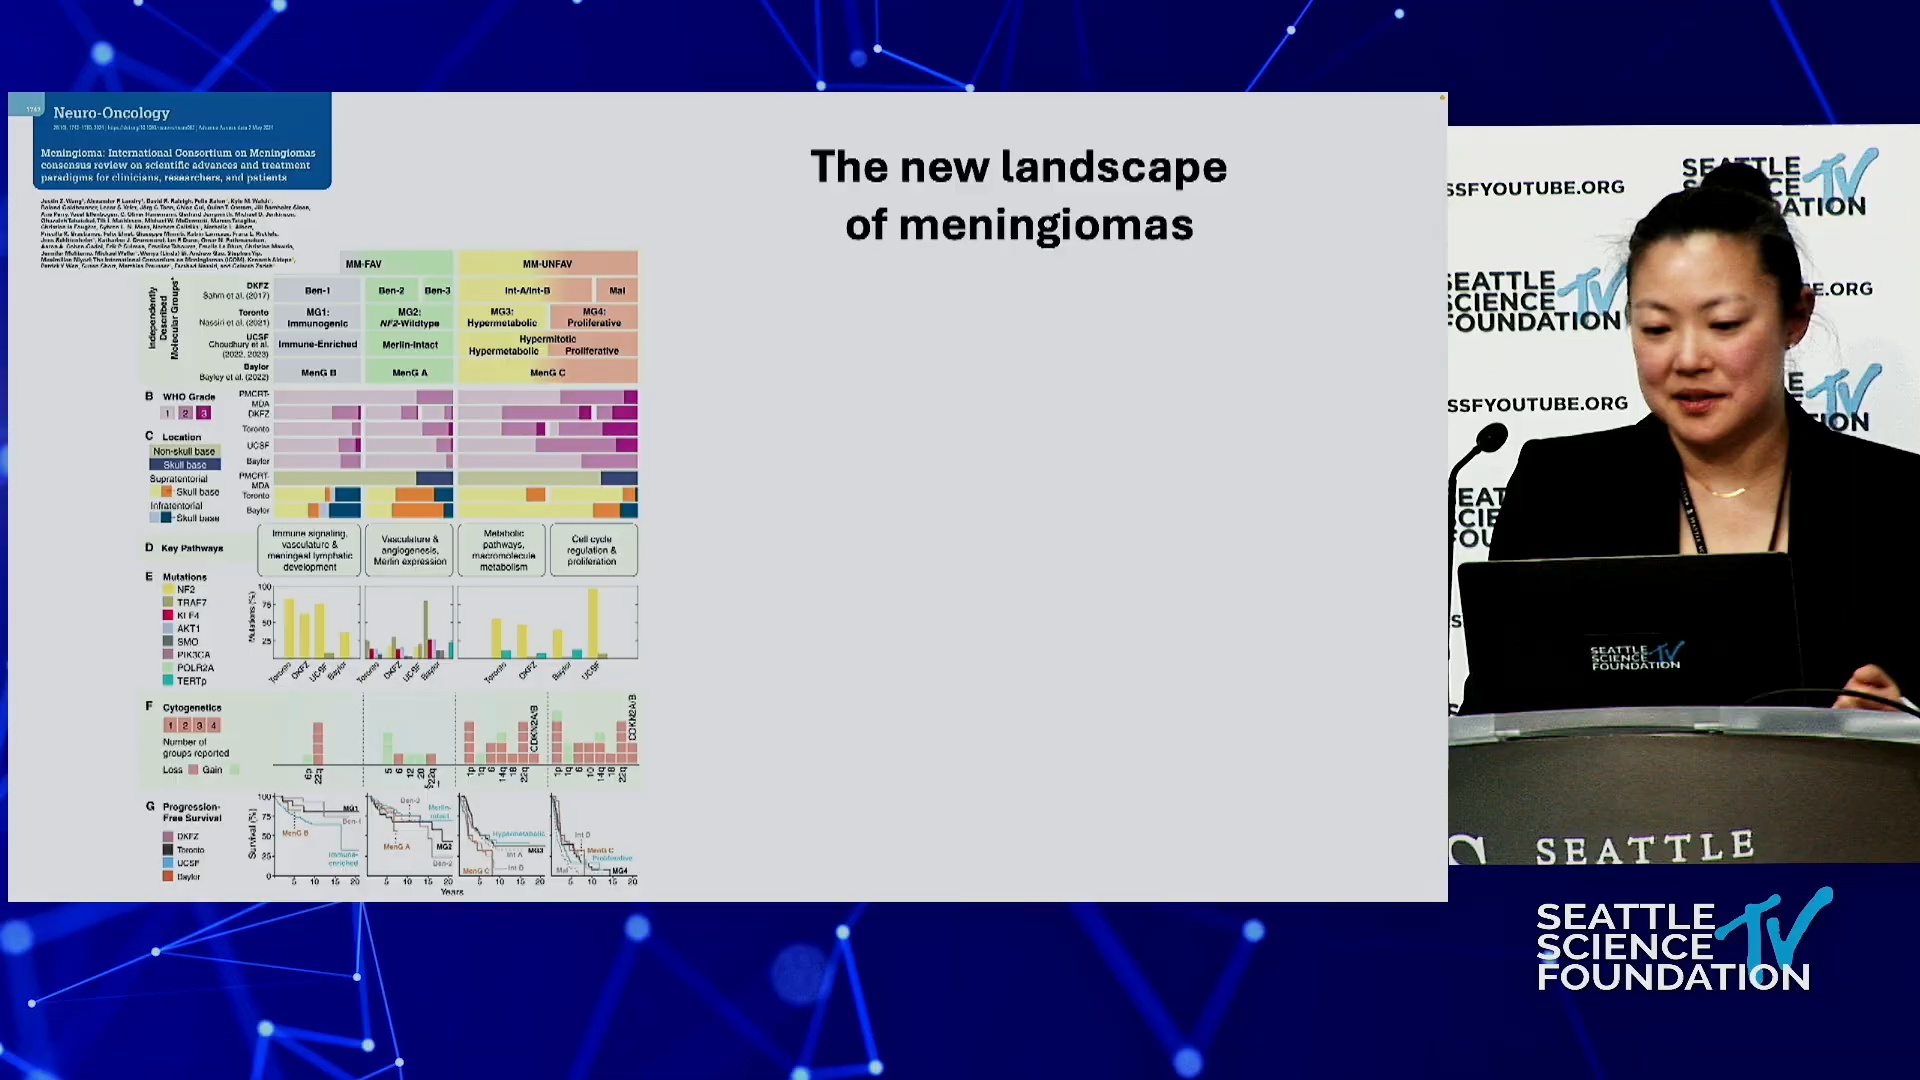 1742
Neuro-Oncology
Meningioma: International Consortium on Meningiomas
consensus review on scientific advances and treatment
paradigms for clinicians, researchers, and patients
The new landscape
of meningiomas
MM-FAV
MM-UNFAV
Independently
Described
Molecular Groups*
DKFZ
Sahm et al. (2017)
Ben-1
Ben-2
Ben-3
Int-A/Int-B
Mal
Toronto
Nassiri et al. (2021)
MG1:
Immunogenic
MG2:
NF2-Wildtype
MG3:
Hypermetabolic
MG4:
Proliferative
UCSF
Choudhury et al.
(2022, 2023)
Immune-Enriched
Merlin-Intact
Hypermitotic
Hypermetabolic
Proliferative
Baylor
Bayley et al. (2022)
MenG B
MenG A
MenG C
B WHO Grade
1 2 3
PMCRT-
MDA
DKFZ
Toronto
UCSF
Baylor
C Location
Non-skull base
Skull base
Supratentorial
Skull base
Infratentorial
Skull base
PMCRT-
MDA
Toronto
Baylor
D Key Pathways
Immune signaling,
vasculature &
meningeal lymphatic
development
Vasculature &
angiogenesis,
Merlin expression
Metabolic
pathways,
macromolecule
metabolism
Cell cycle
regulation &
proliferation
E Mutations
NF2
TRAF7
KLF4
AKT1
SMO
PIK3CA
POLR2A
TERTp
Mutations (%)
100
75
50
25
Toronto
DKFZ
UCSF
Baylor
Toronto
DKFZ
UCSF
Baylor
Toronto
DKFZ
Baylor
UCSF
F Cytogenetics
1 2 3 4
Number of
groups reported
Loss
Gain
6p
22q
5
6
12
20
22q
1p
1q
6
14q
18
22q
CDKN2A/B
1p
1q
6
10
14q
18
22q
CDKN2A/B
G Progression-
Free Survival
DKFZ
Toronto
UCSF
Baylor
Survival (%)
100
75
50
25
0
MG1
Ben-1
MenG B
Immune-
enriched
Ben-3
Merlin-
intact
MenG A
MG2
Ben-2
Hypermetabolic
MG3
Int A
MenG C
Int B
MenG C
Proliferative
Mal
MG4
5 10 15 20
5 10 15 20
5 10 15 20
5 10 15 20
Years
SEATTLE
SCIENCE
FOUNDATION
TV
SSFYOUTUBE.ORG
SEATTLE
SCIENCE
FOUNDATION
TV
SSFYOUTUBE.ORG
SEATTLE
SCIENCE
FOUNDATION
TV
SEATTLE
SEATTLE
SCIENCE
FOUNDATION
TV